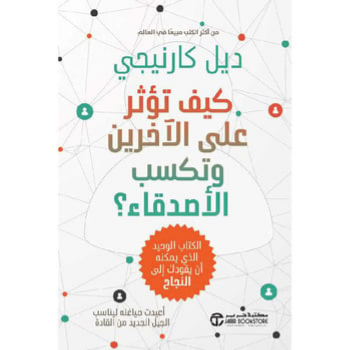 من أكثر الكتب مبيعًا في العالم
ديل كارنيجي
كيف تؤثر
على الآخرين
وتكسب
الأصدقاء؟
الكتاب الوحيد
الذي يمكنه
أن يقودك إلى
النجاح
أعيدت صياغته ليناسب
الجيل الجديد من القادة
مكتبة جرير
JARIR BOOKSTORE